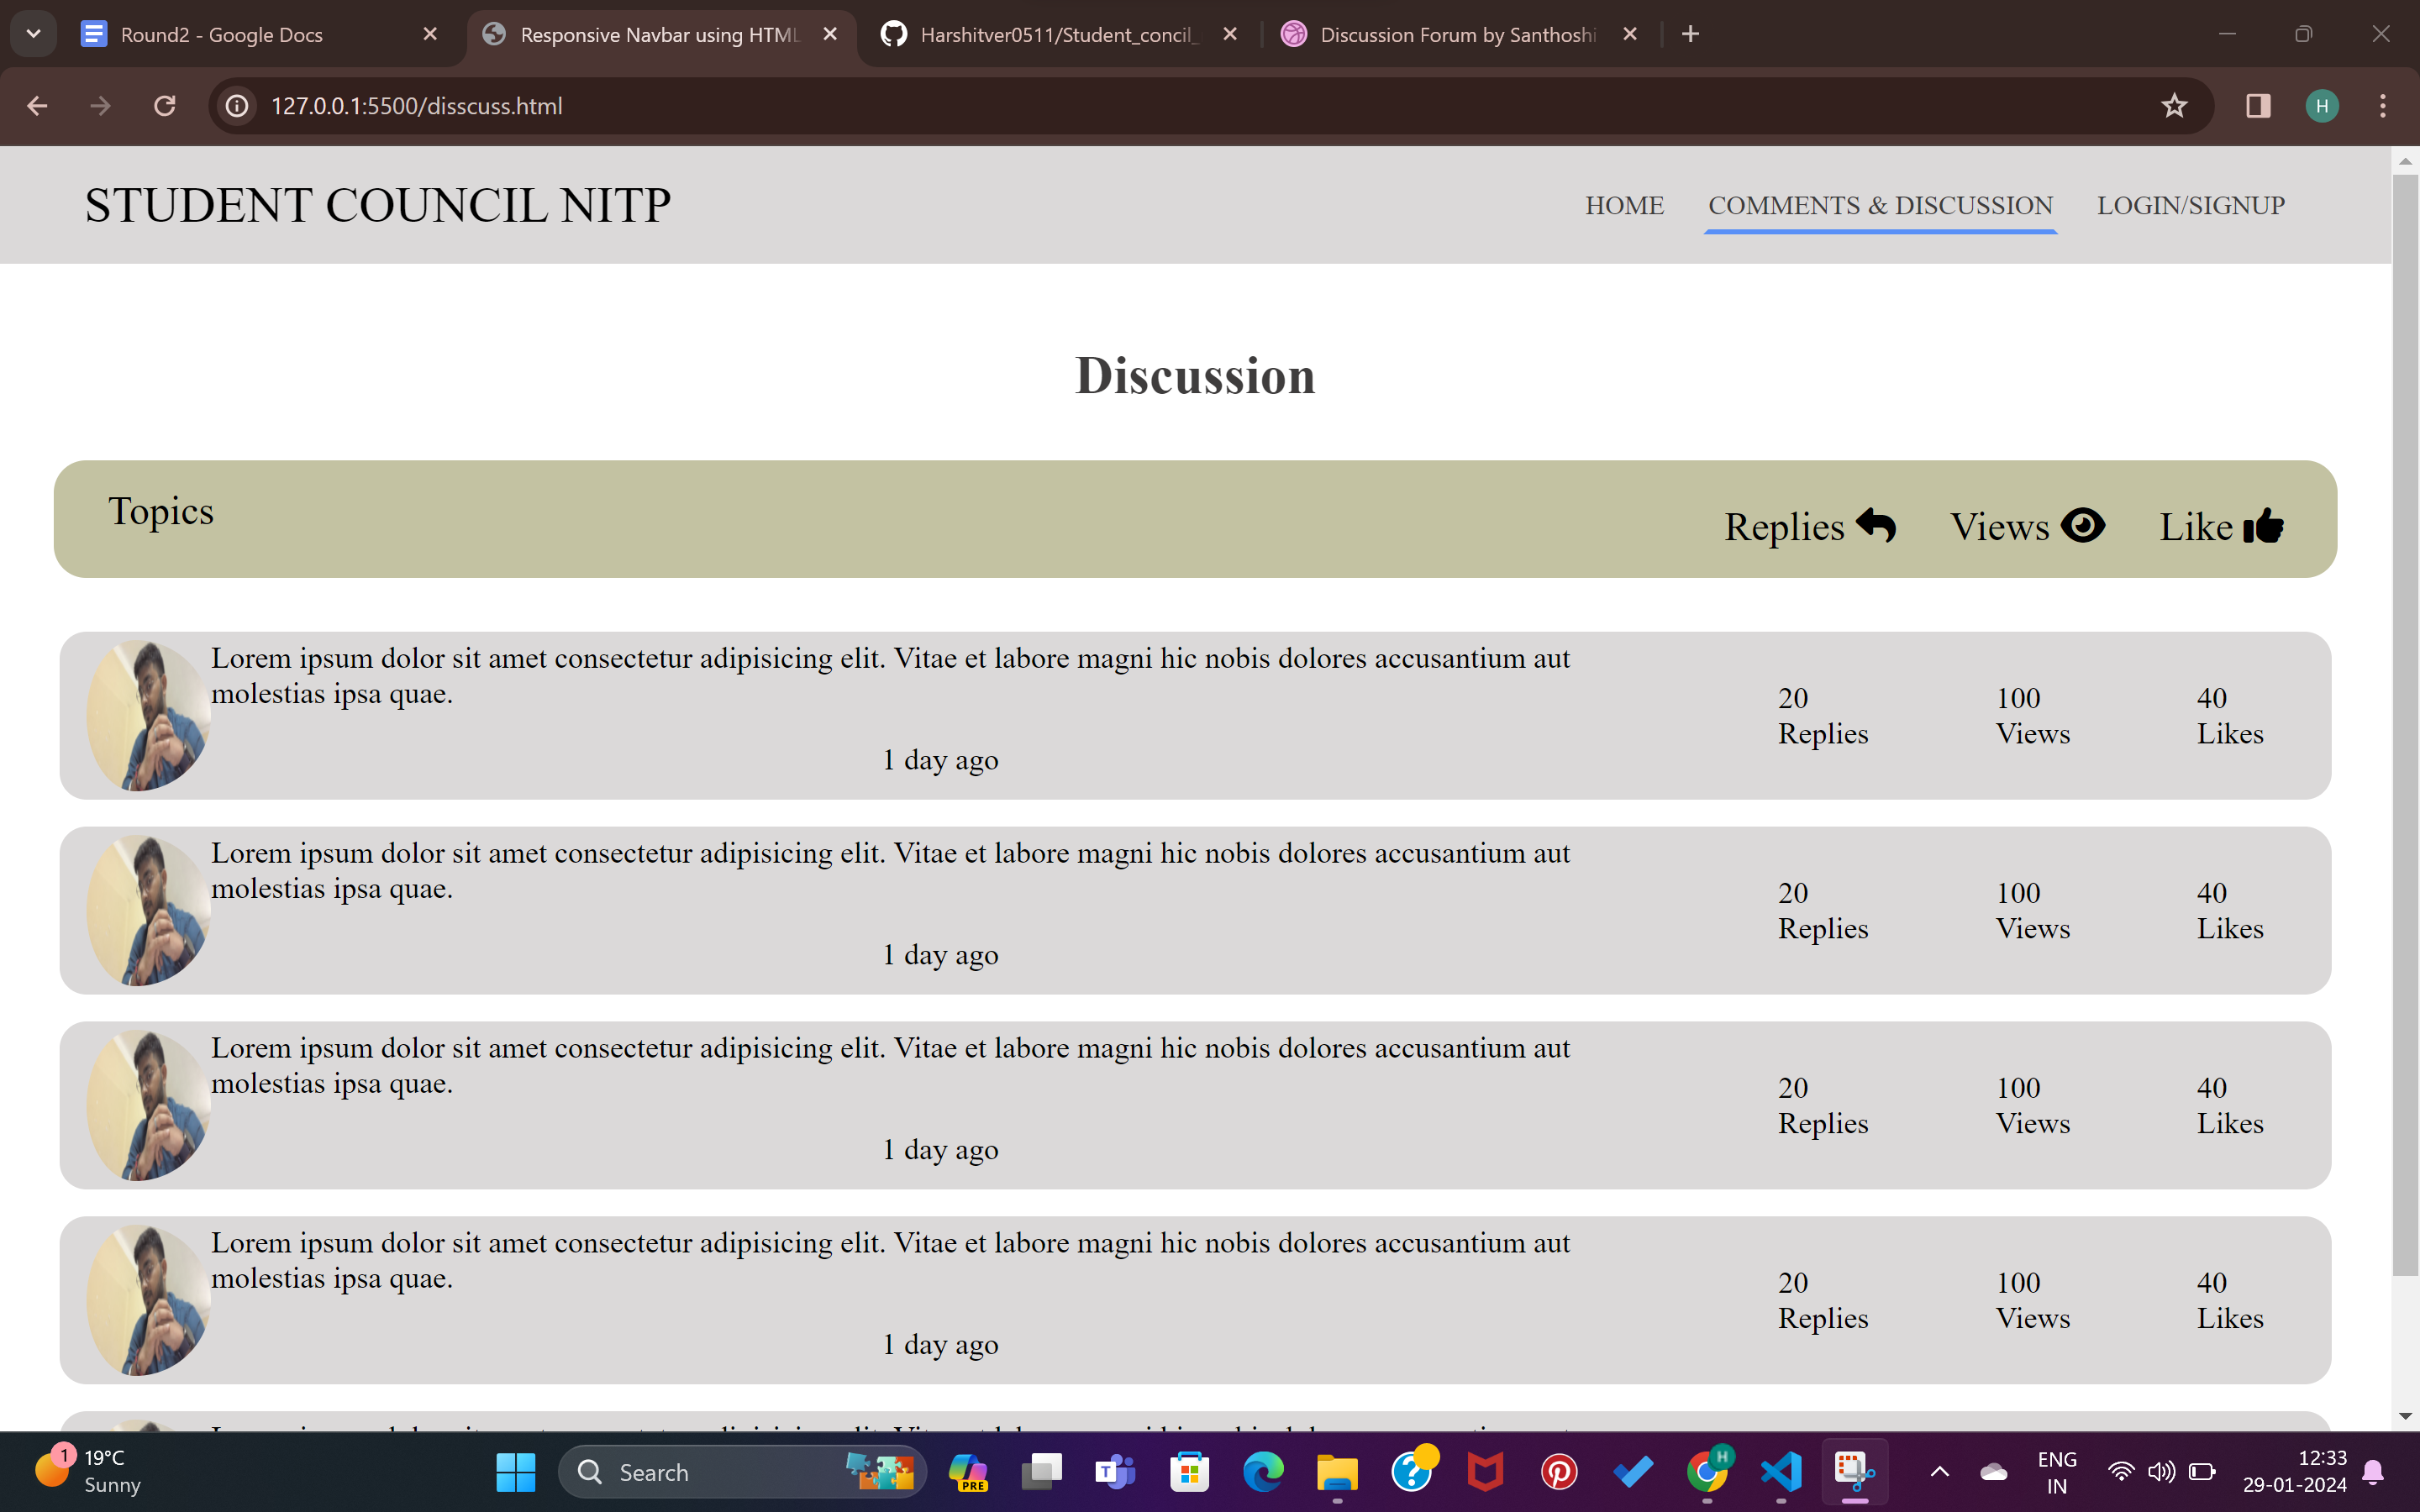 Round2 - Google Docs
Responsive Navbar using HTML
Harshitver0511/Student_concil_
Discussion Forum by Santhoshi
127.0.0.1:5500/disscuss.html
H
STUDENT COUNCIL NITP
HOME COMMENTS & DISCUSSION LOGIN/SIGNUP
Discussion
Topics
Replies Views Like
Lorem ipsum dolor sit amet consectetur adipisicing elit. Vitae et labore magni hic nobis dolores accusantium aut
molestias ipsa quae.
1 day ago
20 100 40
Replies Views Likes
Lorem ipsum dolor sit amet consectetur adipisicing elit. Vitae et labore magni hic nobis dolores accusantium aut
molestias ipsa quae.
1 day ago
20 100 40
Replies Views Likes
Lorem ipsum dolor sit amet consectetur adipisicing elit. Vitae et labore magni hic nobis dolores accusantium aut
molestias ipsa quae.
1 day ago
20 100 40
Replies Views Likes
Lorem ipsum dolor sit amet consectetur adipisicing elit. Vitae et labore magni hic nobis dolores accusantium aut
molestias ipsa quae.
1 day ago
20 100 40
Replies Views Likes
1
19°C
Sunny
Search
PRE
T
H
ENG
IN
12:33
29-01-2024